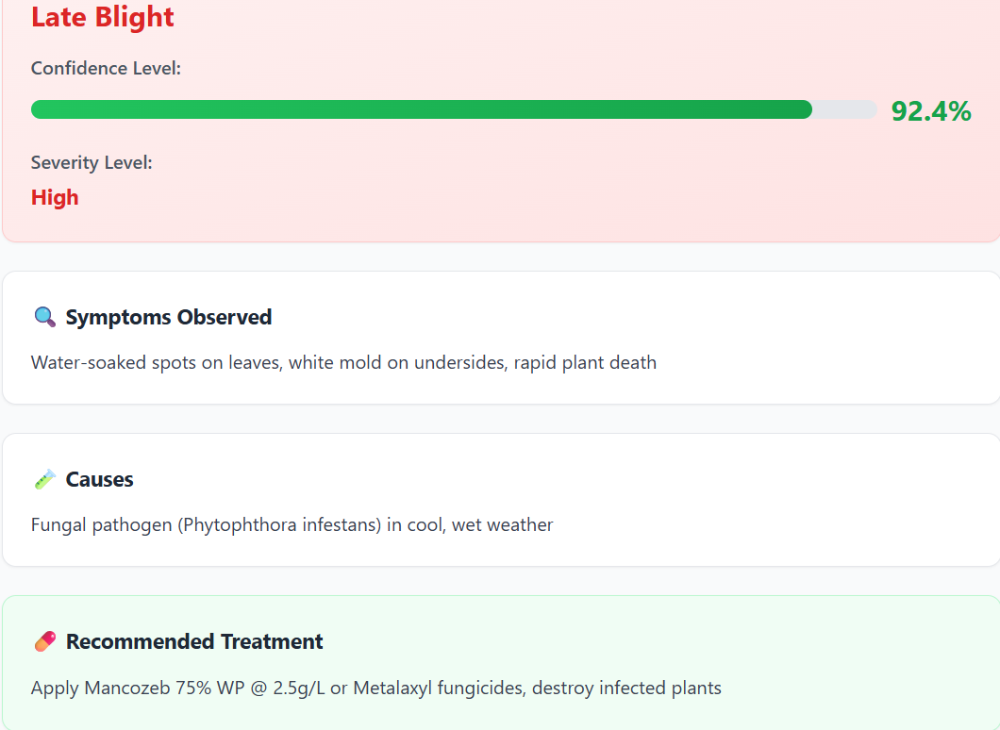 Late Blight
Confidence Level:
92.4%
Severity Level:
High
🔍 Symptoms Observed
Water-soaked spots on leaves, white mold on undersides, rapid plant death
🧪 Causes
Fungal pathogen (Phytophthora infestans) in cool, wet weather
💊 Recommended Treatment
Apply Mancozeb 75% WP @ 2.5g/L or Metalaxyl fungicides, destroy infected plants